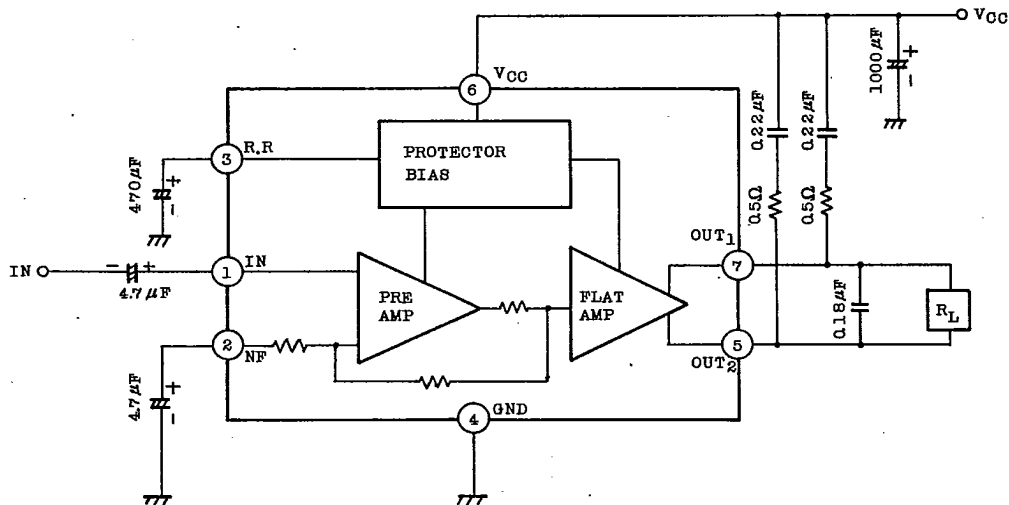 VCC
1000μF
+
-
VCC
6
0.22μF
0.22μF
3
R.R
PROTECTOR
BIAS
470μF
+
-
0.5Ω
0.5Ω
OUT1
7
IN
- +
4.7μF
1
IN
PRE
AMP
FLAT
AMP
0.18μF
RL
2
NF
5
OUT2
4.7μF
+
-
4
GND